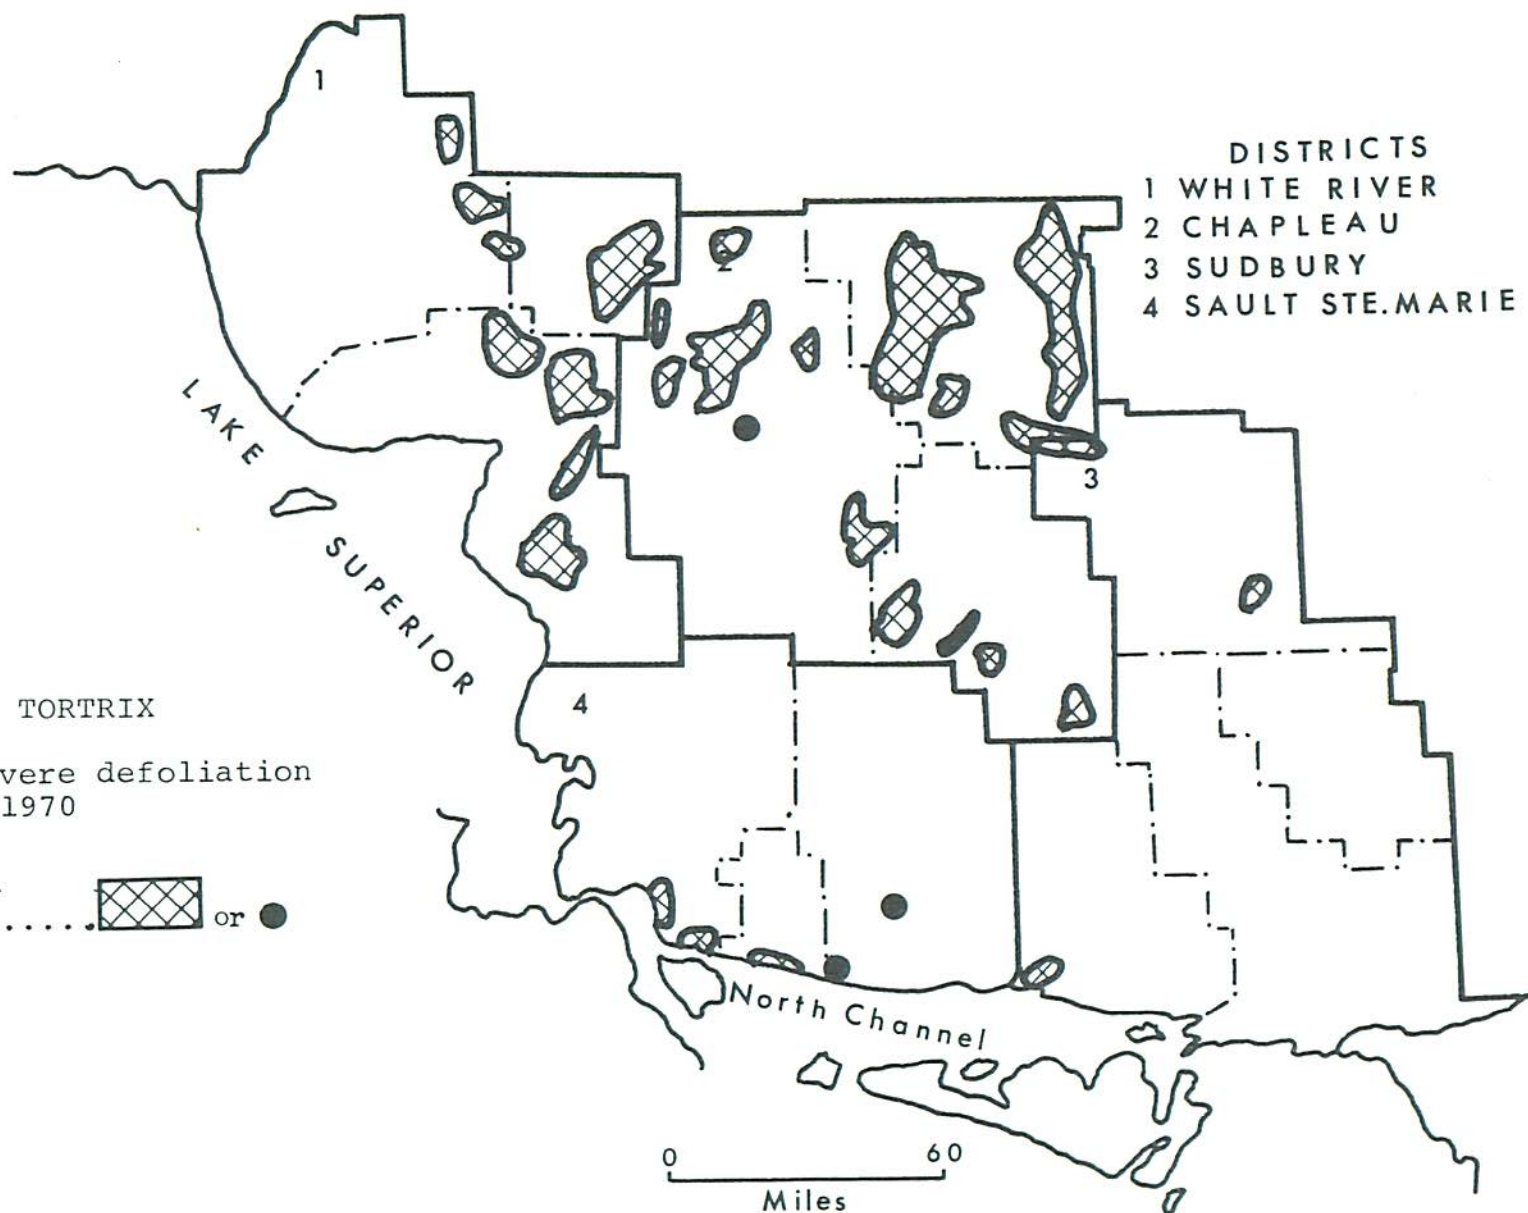 1
DISTRICTS
1 WHITE RIVER
2 CHAPLEAU
3 SUDBURY
4 SAULT STE.MARIE
2
LAKE SUPERIOR
3
4
TORTRIX
vere defoliation
1970
..... or
North Channel
0 60
Miles